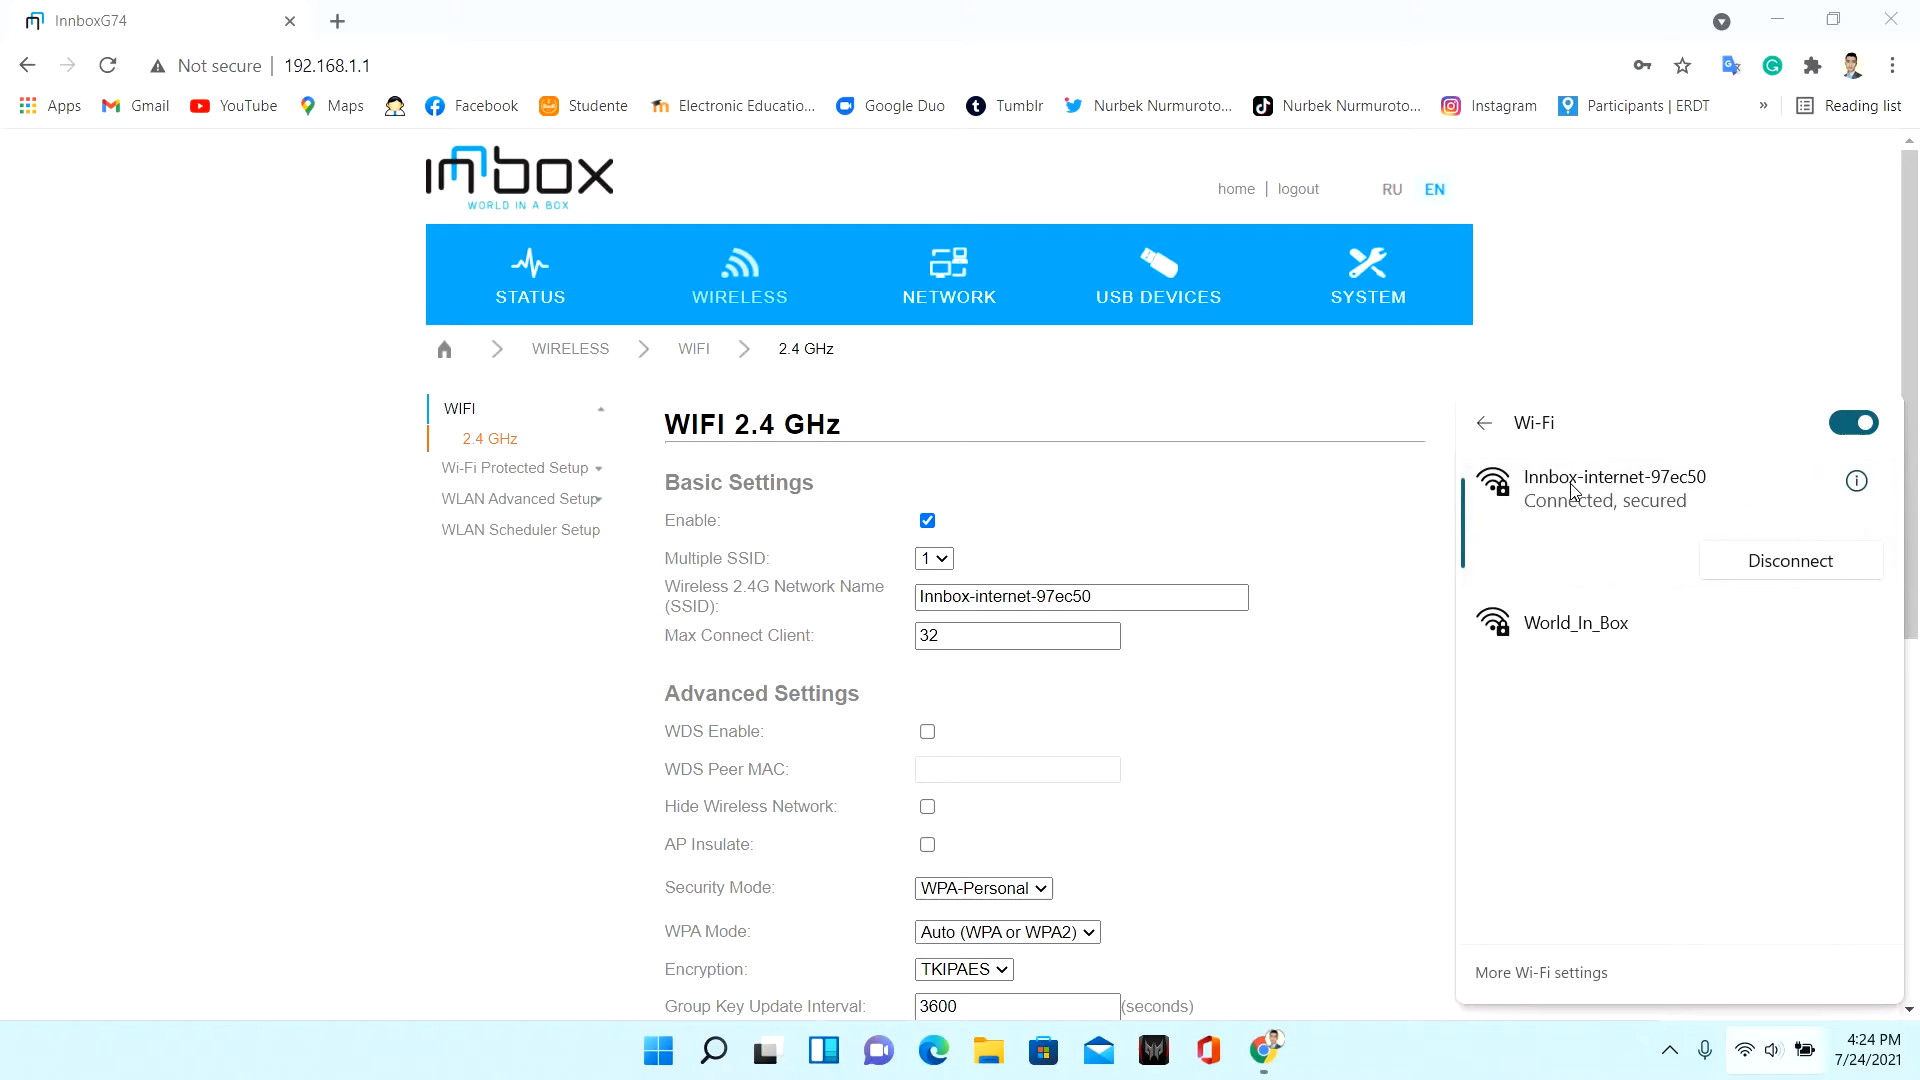 InnboxG74
Not secure | 192.168.1.1
Apps Gmail YouTube Maps Facebook Studente Electronic Educatio... Google Duo Tumblr Nurbek Nurmuroto... Nurbek Nurmuroto... Instagram Participants | ERDT » Reading list
innbox
WORLD IN A BOX
home | logout RU EN
STATUS WIRELESS NETWORK USB DEVICES SYSTEM
WIRELESS WIFI 2.4 GHz
WIFI
2.4 GHz
Wi-Fi Protected Setup
WLAN Advanced Setup
WLAN Scheduler Setup
WIFI 2.4 GHz
Basic Settings
Enable:
Multiple SSID: 1
Wireless 2.4G Network Name
(SSID): Innbox-internet-97ec50
Max Connect Client: 32
Advanced Settings
WDS Enable:
WDS Peer MAC:
Hide Wireless Network:
AP Insulate:
Security Mode: WPA-Personal
WPA Mode: Auto (WPA or WPA2)
Encryption: TKIPAES
Group Key Update Interval: 3600 (seconds)
Wi-Fi
Innbox-internet-97ec50
Connected, secured
Disconnect
World_In_Box
More Wi-Fi settings
4:24 PM
7/24/2021